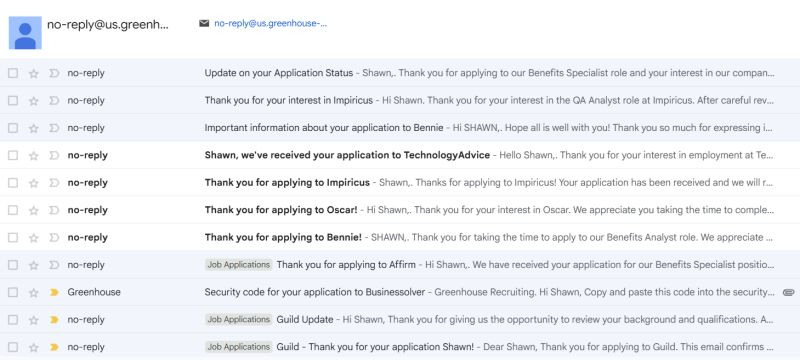 no-reply@us.greenh... no-reply@us.greenhouse-...
no-reply Update on your Application Status - Shawn,. Thank you for applying to our Benefits Specialist role and your interest in our compan...
no-reply Thank you for your interest in Impiricus - Hi Shawn. Thank you for your interest in the QA Analyst role at Impiricus. After careful rev...
no-reply Important information about your application to Bennie - Hi SHAWN,. Hope all is well with you! Thank you so much for expressing i...
no-reply Shawn, we've received your application to TechnologyAdvice - Hello Shawn,. Thank you for your interest in employment at Te...
no-reply Thank you for applying to Impiricus - Shawn,. Thanks for applying to Impiricus! Your application has been received and we will r...
no-reply Thank you for applying to Oscar! - Hi Shawn,. Thank you for your interest in Oscar. We appreciate you taking the time to comple...
no-reply Thank you for applying to Bennie! - SHAWN,. Thank you for taking the time to apply to our Benefits Analyst role. We appreciate ...
no-reply Job Applications Thank you for applying to Affirm - Hi Shawn,. We have received your application for our Benefits Specialist positio...
Greenhouse Security code for your application to Businessolver - Greenhouse Recruiting. Hi Shawn, Copy and paste this code into the security...
no-reply Job Applications Guild Update - Hi Shawn, Thank you for giving us the opportunity to review your background and qualifications. A...
no-reply Job Applications Guild - Thank you for your application Shawn! - Dear Shawn, Thank you for applying to Guild. This email confirms ...